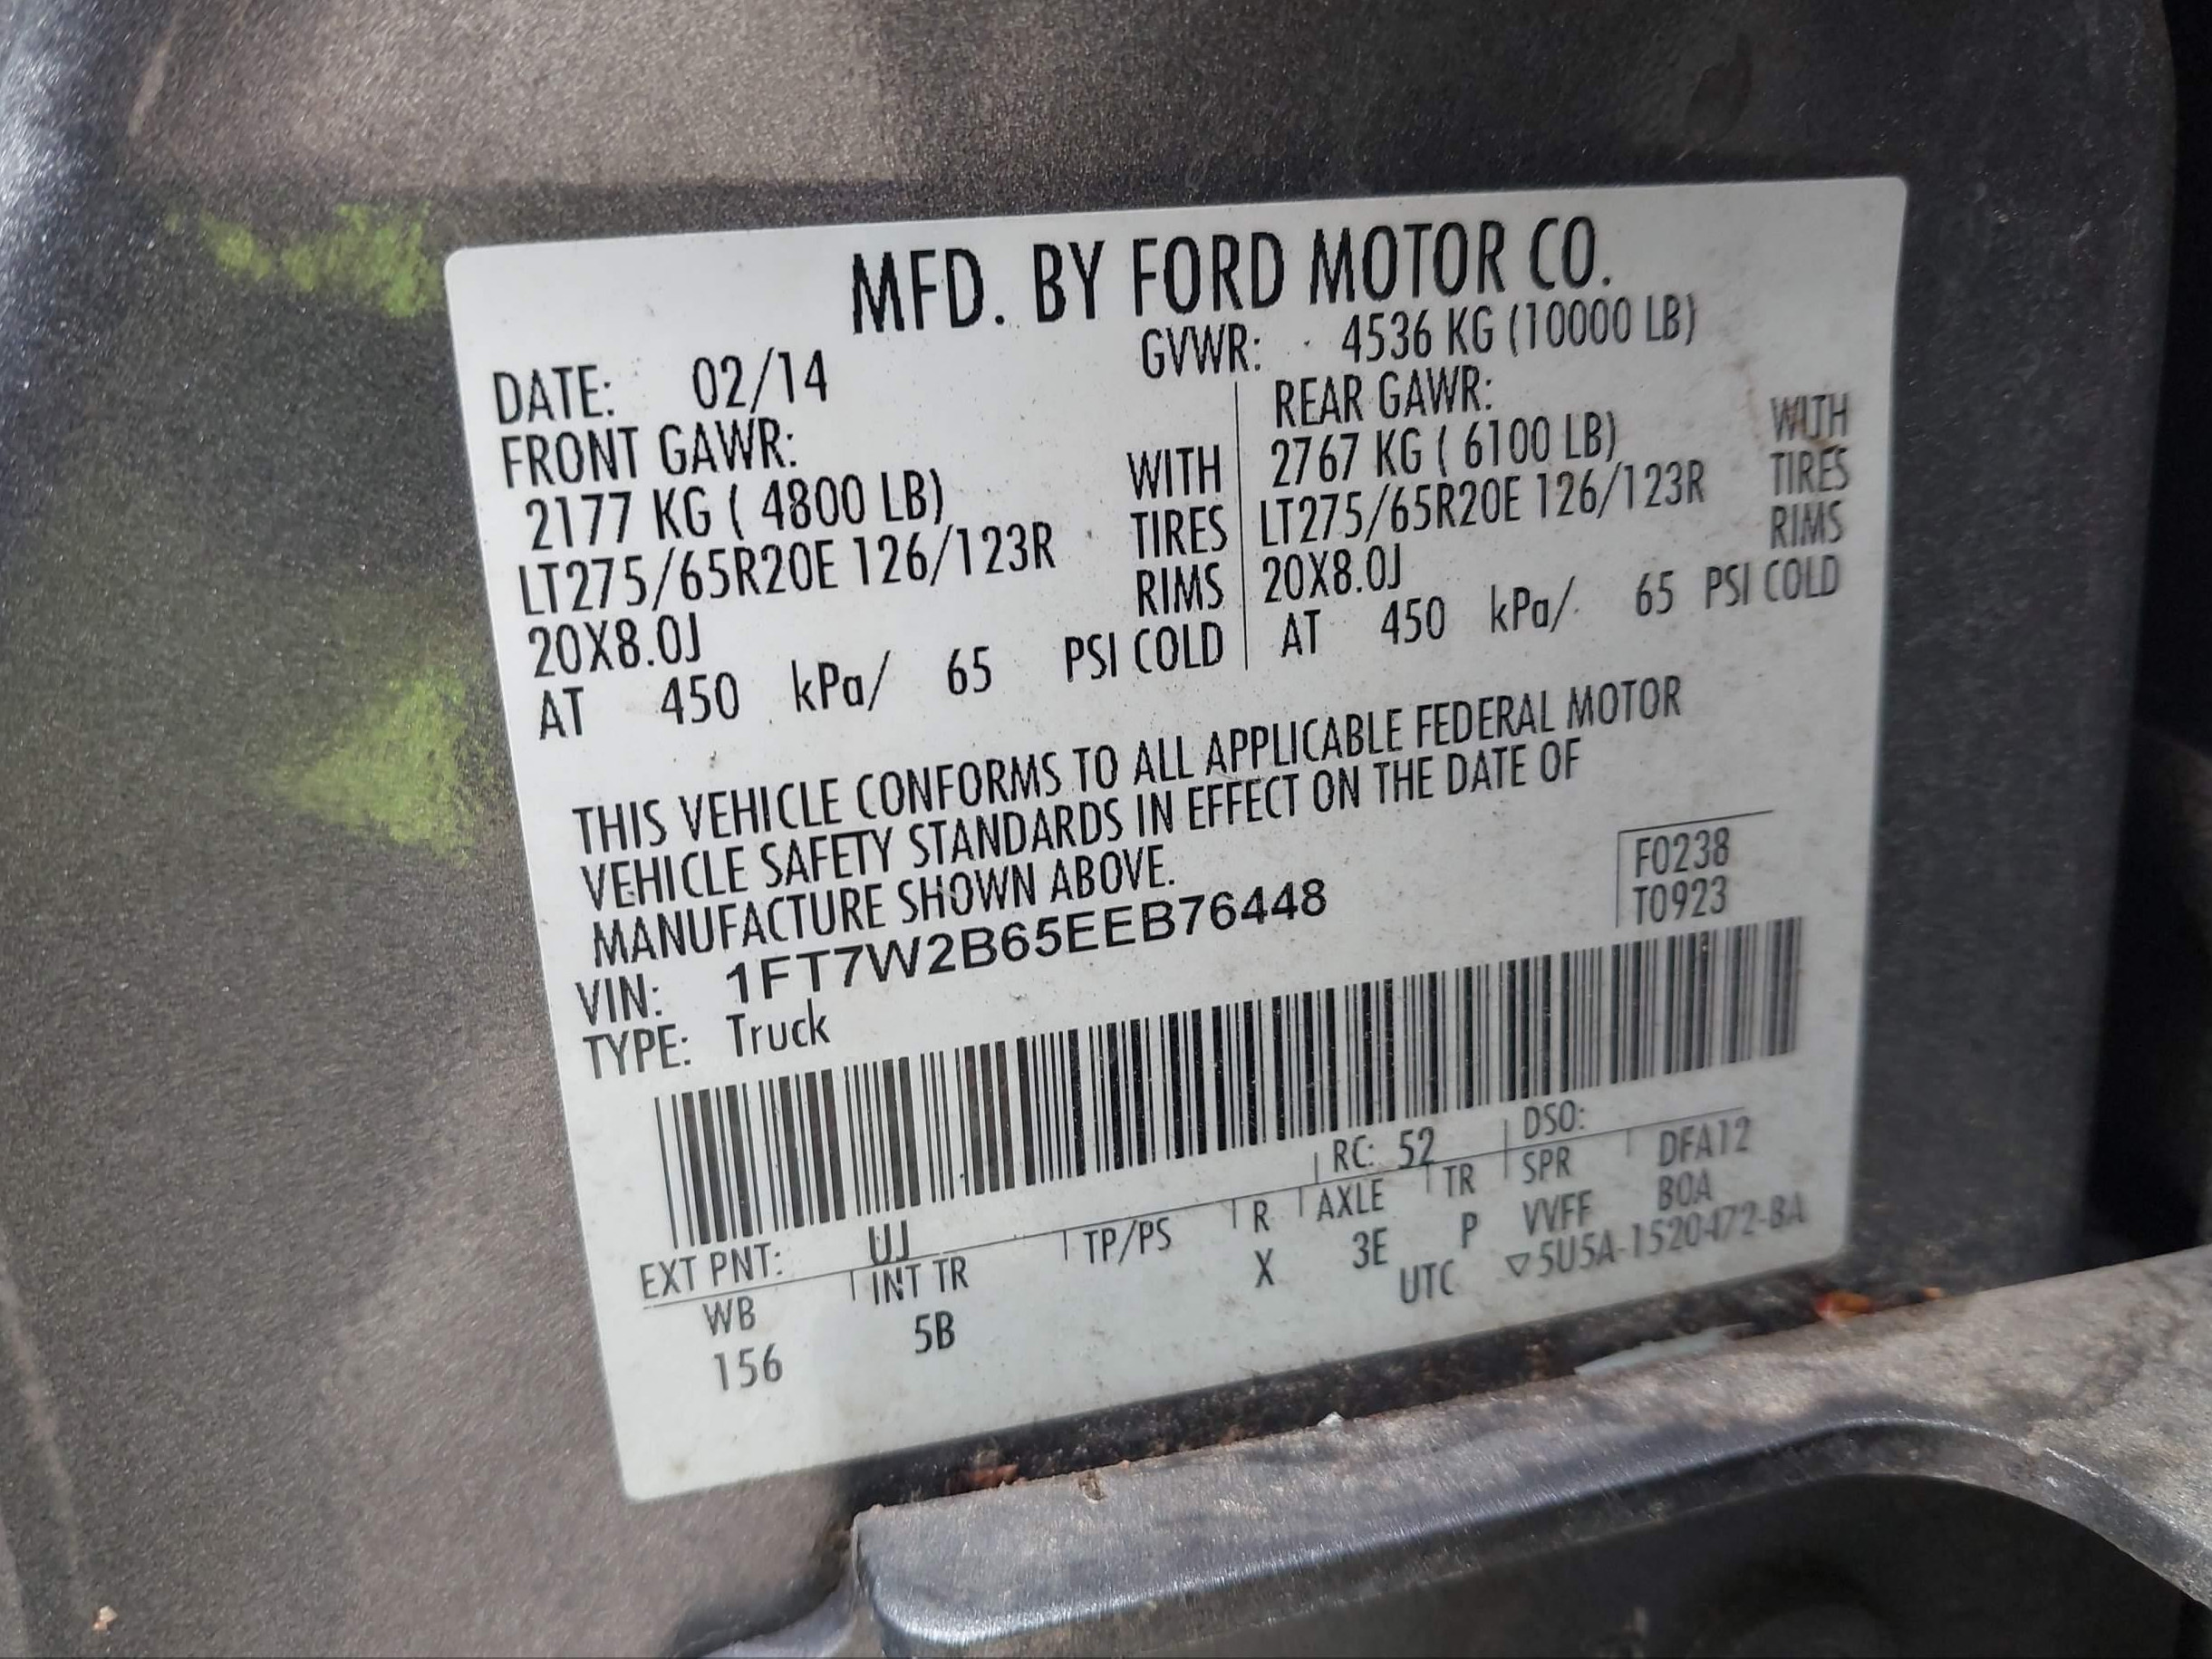 MFD. BY FORD MOTOR CO.
DATE: 02/14
GVWR: 4536 KG (10000 LB)
FRONT GAWR:
2177 KG ( 4800 LB) WITH
LT275/65R20E 126/123R TIRES
20X8.0J RIMS
AT 450 kPa/ 65 PSI COLD
REAR GAWR:
2767 KG ( 6100 LB) WITH
LT275/65R20E 126/123R TIRES
20X8.0J RIMS
AT 450 kPa/ 65 PSI COLD
THIS VEHICLE CONFORMS TO ALL APPLICABLE FEDERAL MOTOR
VEHICLE SAFETY STANDARDS IN EFFECT ON THE DATE OF
MANUFACTURE SHOWN ABOVE.
F0238
T0923
VIN: 1FT7W2B65EEB76448
TYPE: Truck
EXT PNT: UJ RC: 52 DSO:
WB INT TR TP/PS R AXLE TR SPR DFA12
156 5B X 3E P VVFF BOA
UTC ▽5U5A-1520472-BA